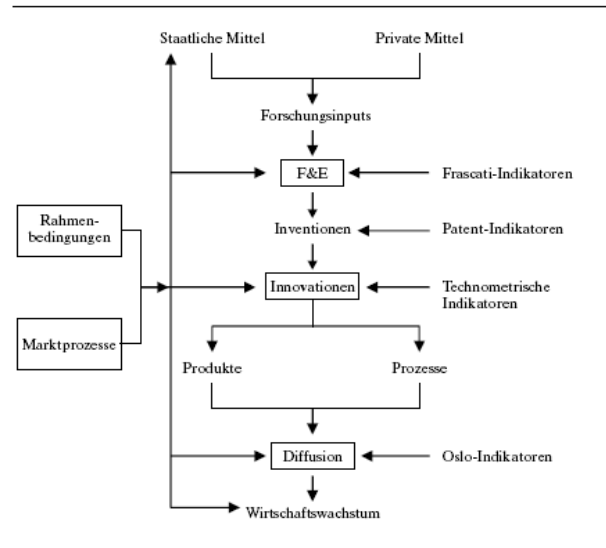 Staatliche Mittel
Private Mittel
Forschungsinputs
F&E
Frascati-Indikatoren
Rahmen-
bedingungen
Inventionen
Patent-Indikatoren
Innovationen
Technometrische
Indikatoren
Marktprozesse
Produkte
Prozesse
Diffusion
Oslo-Indikatoren
Wirtschaftswachstum